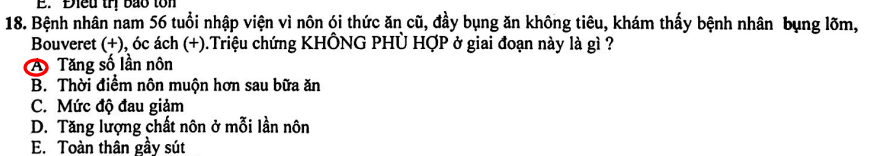 E. Điều trị bảo tồn
18. Bệnh nhân nam 56 tuổi nhập viện vì nôn ói thức ăn cũ, đầy bụng ăn không tiêu, khám thấy bệnh nhân bụng lõm,
Bouveret (+), óc ách (+).Triệu chứng KHÔNG PHÙ HỢP ở giai đoạn này là gì ?
A. Tăng số lần nôn
B. Thời điểm nôn muộn hơn sau bữa ăn
C. Mức độ đau giảm
D. Tăng lượng chất nôn ở mỗi lần nôn
E. Toàn thân gầy sút